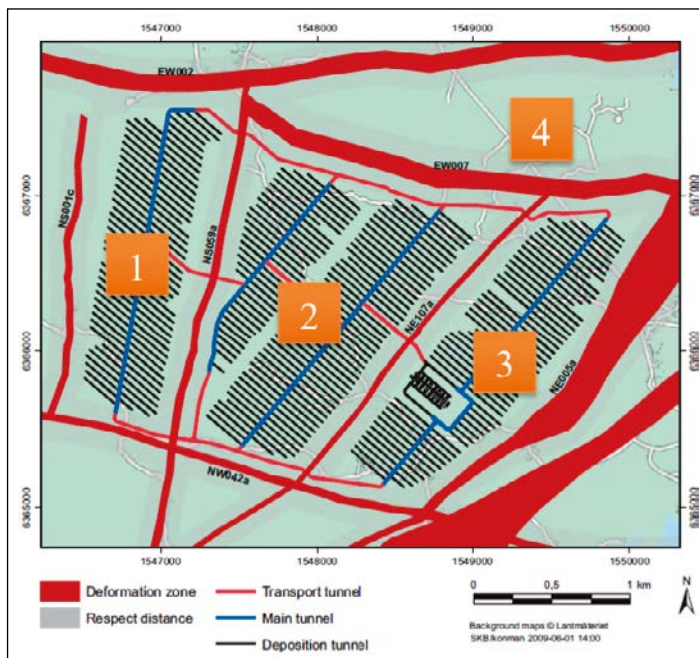 1547000 1548000 1549000 1550000
EW002
4
EW007
6367000 6367000
NS001c
NS059a
1
2
NE107a
3
6366000 6366000
NE005a
NW042a
6365000 6365000
1547000 1548000 1549000 1550000
Deformation zone Transport tunnel
Respect distance Main tunnel
Deposition tunnel
0 0,5 1 km
N
Background maps © Lantmäteriet
SKB/konman 2009-06-01 14:00